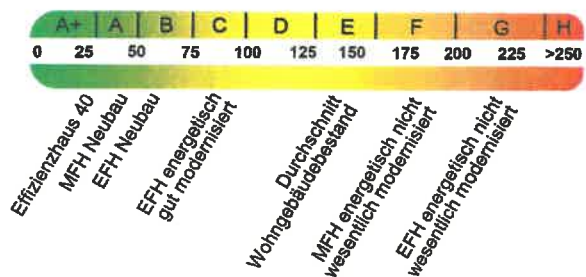 A+ A B C D E F G H
0 25 50 75 100 125 150 175 200 225 >250
Effizienzhaus 40
MFH Neubau
EFH Neubau
EFH energetisch
gut modernisiert
Durchschnitt
Wohngebäudebestand
MFH energetisch nicht
wesentlich modernisiert
EFH energetisch nicht
wesentlich modernisiert